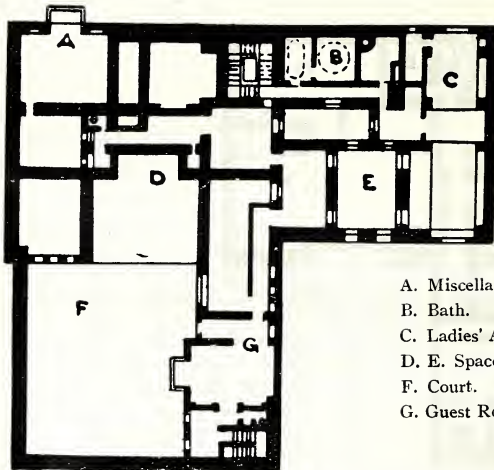 A
B
C
D
E
F
G
A. Miscella
B. Bath.
C. Ladies' A
D. E. Space
F. Court.
G. Guest Ro